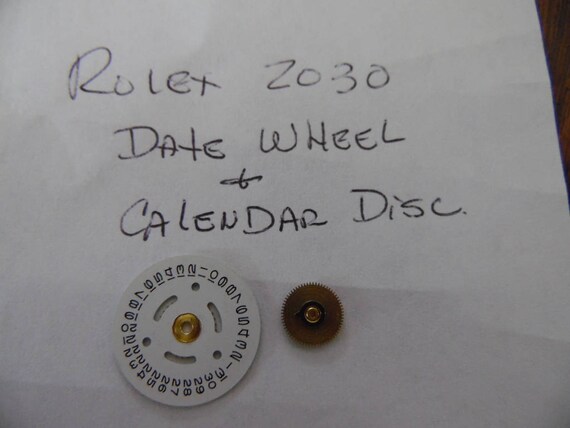 Rolex 2030
Date Wheel
+
Calendar Disc.